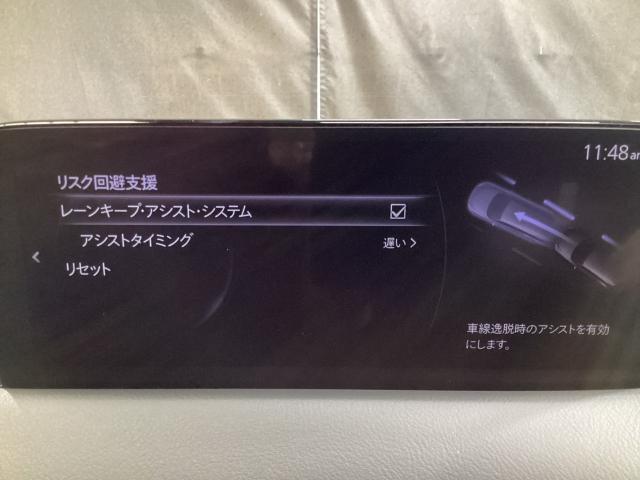 11:48am
リスク回避支援
レーンキープ・アシスト・システム
アシストタイミング 遅い
リセット
車線逸脱時のアシストを有効
にします。